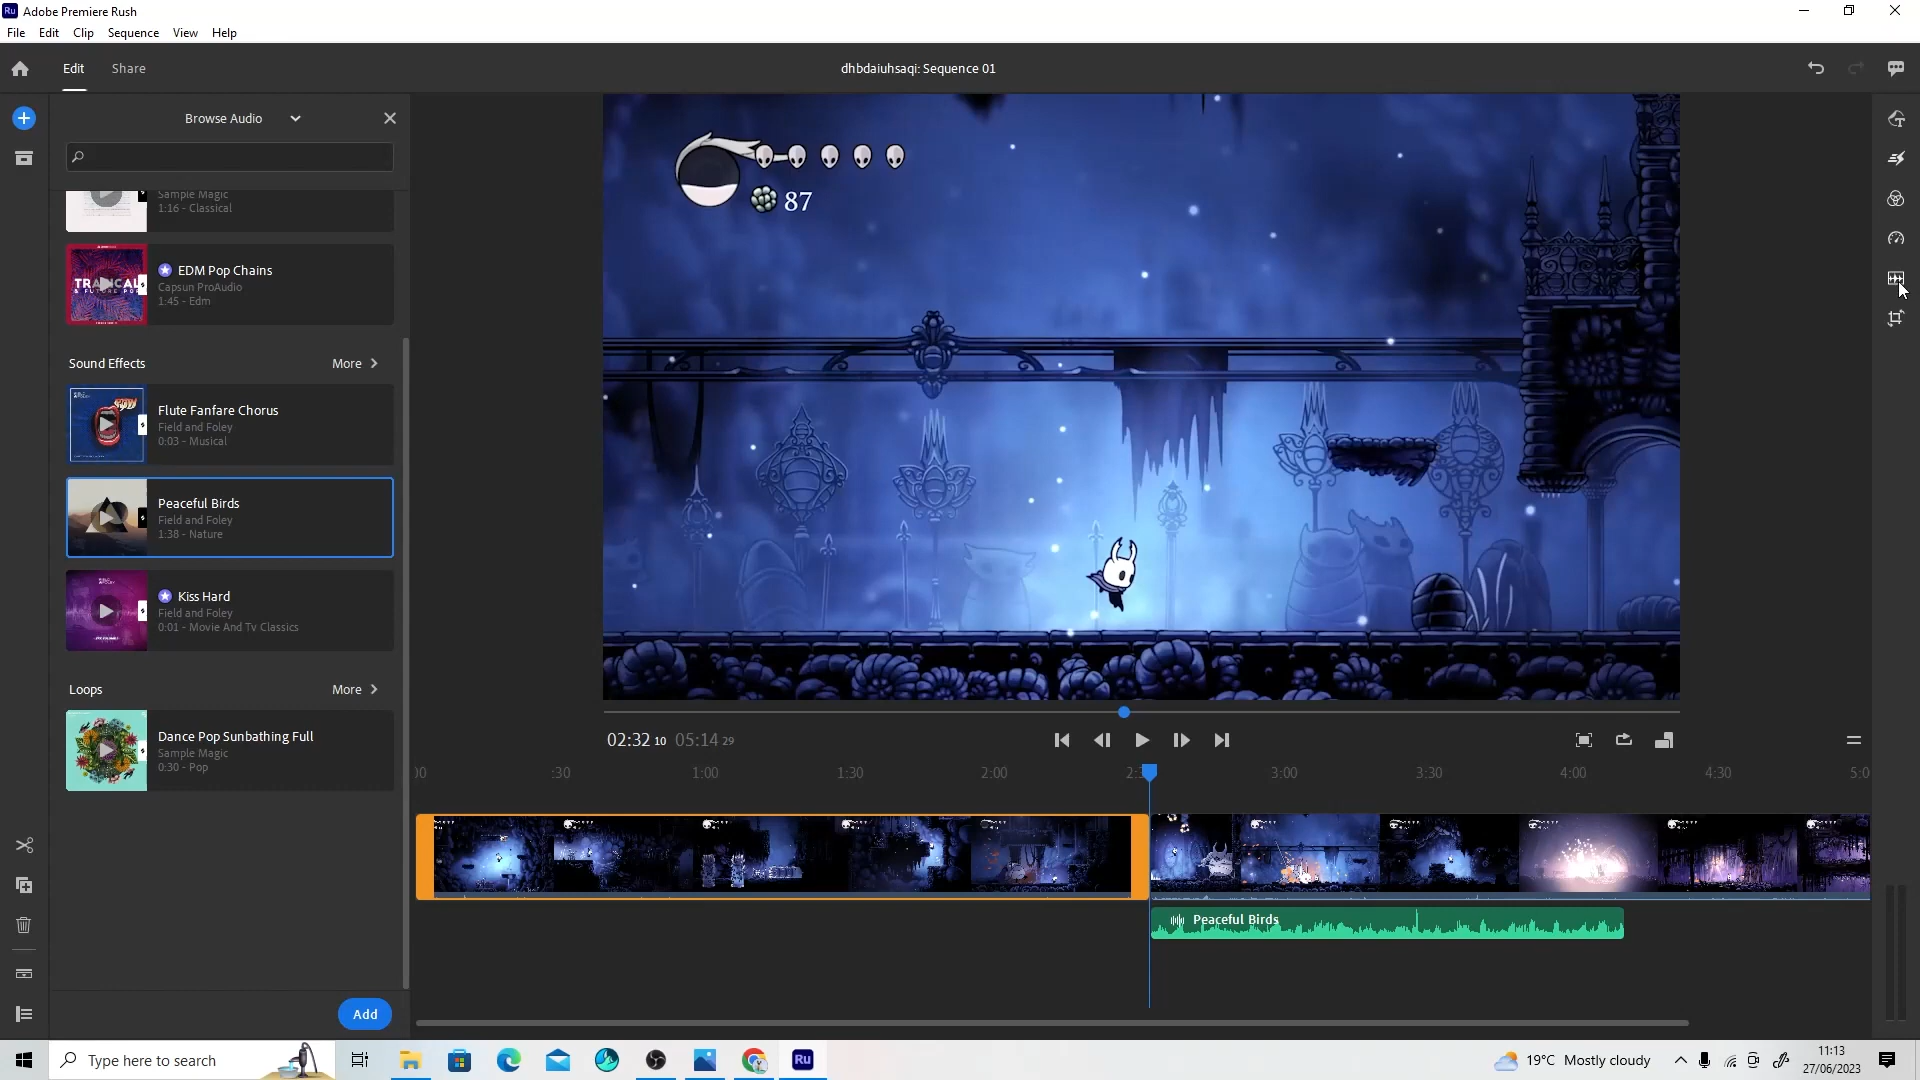 Ru Adobe Premiere Rush
File Edit Clip Sequence View Help
Edit Share
dhbdaiuhsaqi: Sequence 01
Browse Audio
Sample Magic
1:16 - Classical
EDM Pop Chains
Capsun ProAudio
1:45 - Edm
Sound Effects
More
Flute Fanfare Chorus
Field and Foley
0:03 - Musical
Peaceful Birds
Field and Foley
1:38 - Nature
Kiss Hard
Field and Foley
0:01 - Movie And Tv Classics
Loops
More
Dance Pop Sunbathing Full
Sample Magic
0:30 - Pop
Add
87
02:32 10 05:14 29
:30 1:00 1:30 2:00 3:00 3:30 4:00 4:30
Peaceful Birds
Type here to search
Ru
19°C Mostly cloudy
11:13
27/06/2023